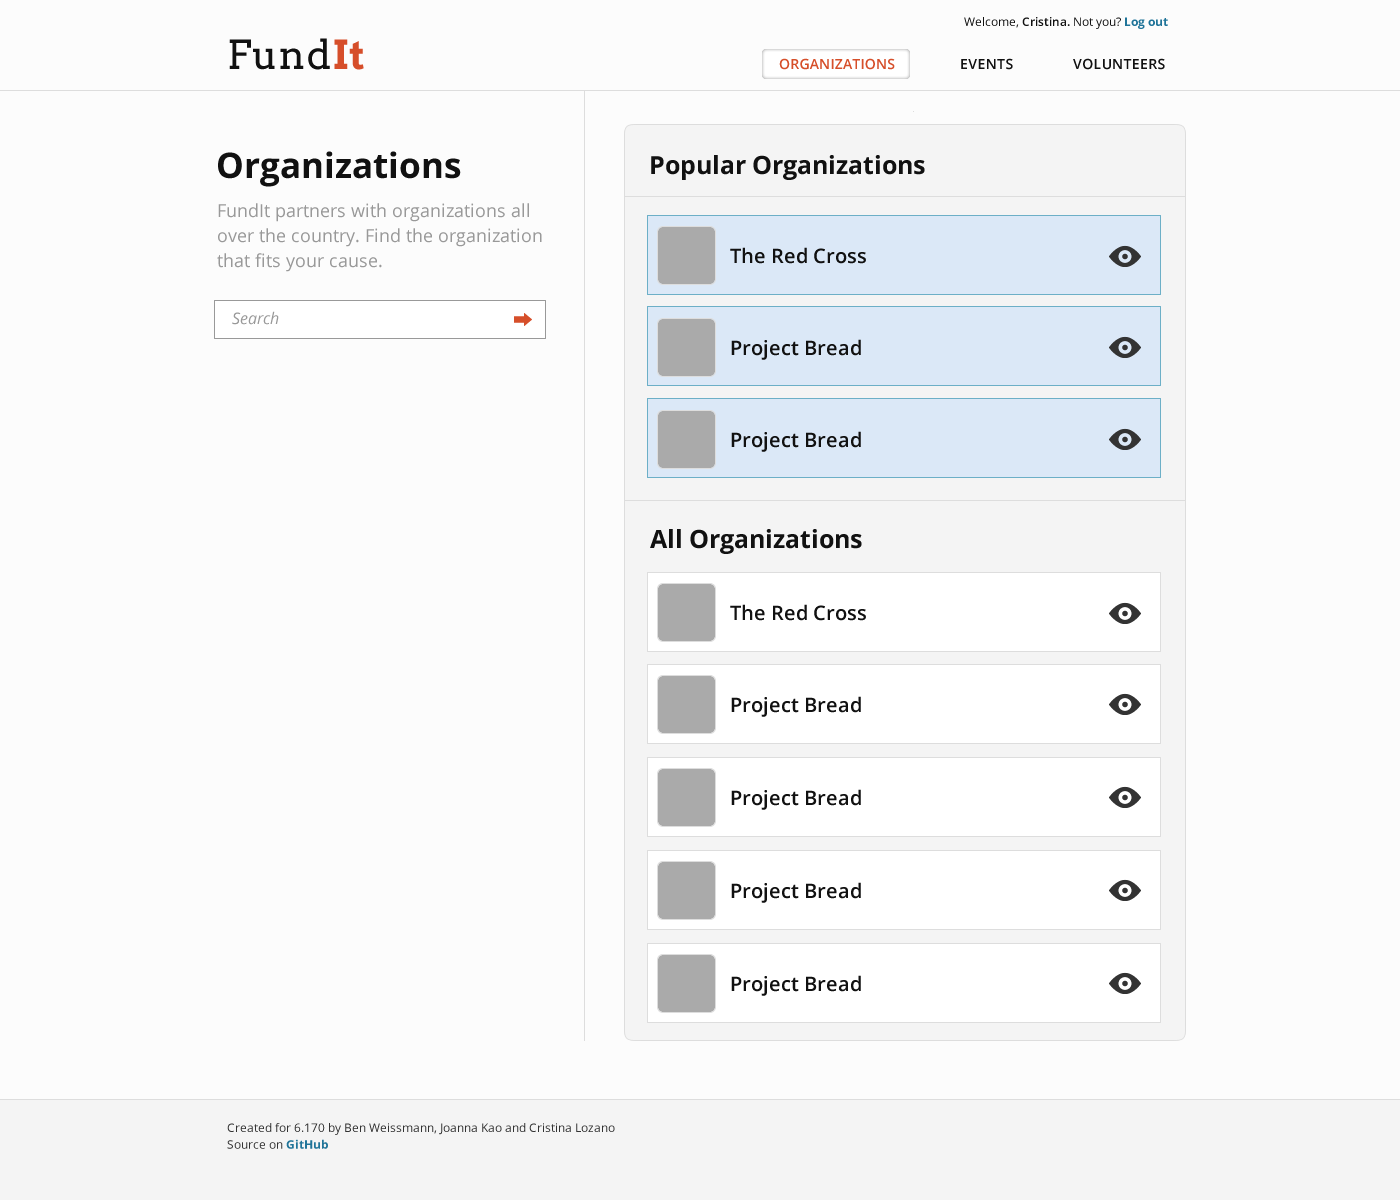 Welcome, Cristina. Not you? Log out
FundIt
ORGANIZATIONS EVENTS VOLUNTEERS
Organizations
FundIt partners with organizations all
over the country. Find the organization
that fits your cause.
Search
Popular Organizations
The Red Cross
Project Bread
Project Bread
All Organizations
The Red Cross
Project Bread
Project Bread
Project Bread
Project Bread
Created for 6.170 by Ben Weissmann, Joanna Kao and Cristina Lozano
Source on GitHub